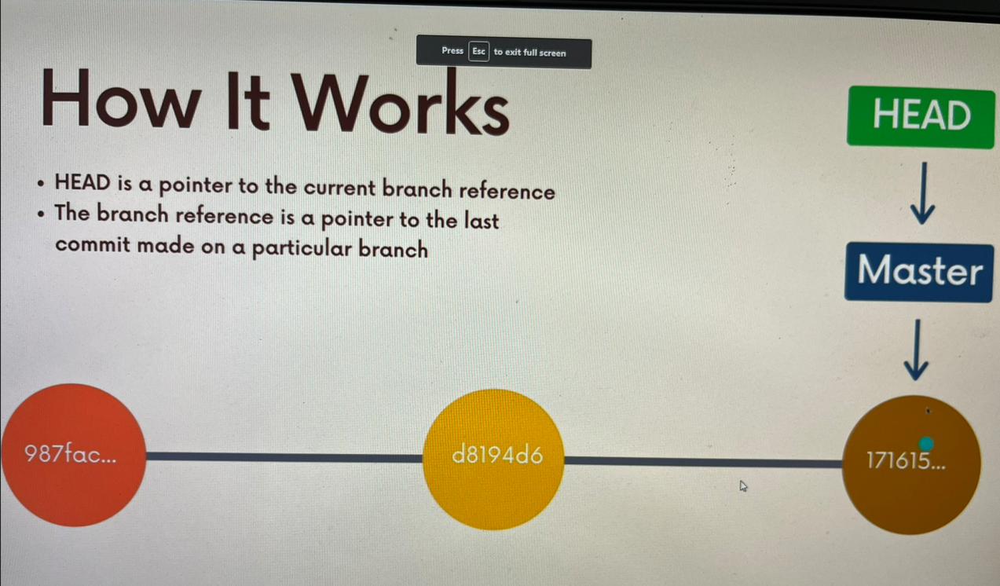 Press Esc to exit full screen
How It Works
HEAD
• HEAD is a pointer to the current branch reference
• The branch reference is a pointer to the last
commit made on a particular branch
Master
987fac...
d8194d6
171615...